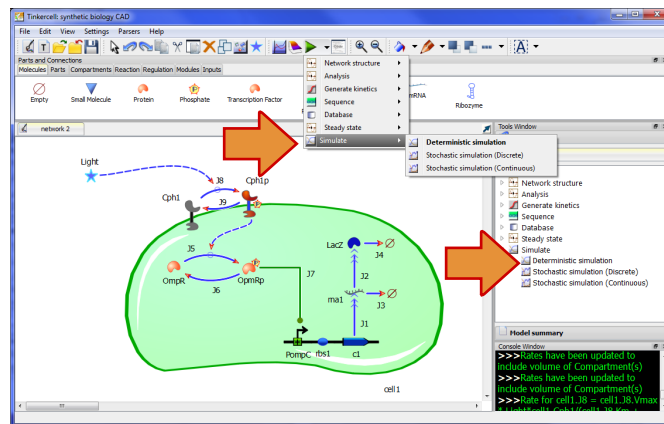 Tinkercell: synthetic biology CAD
File Edit View Settings Parsers Help
Parts and Connections
Molecules Parts Compartments Reaction Regulation Modules Inputs
Empty Small Molecule Protein Phosphate Transcription Factor
Ribozyme
Network structure
Analysis
Generate kinetics
Sequence
Database
Steady state
Simulate
Deterministic simulation
Stochastic simulation (Discrete)
Stochastic simulation (Continuous)
network 2
Tools Window
Network structure
Analysis
Generate kinetics
Sequence
Database
Steady state
Simulate
Deterministic simulation
Stochastic simulation (Discrete)
Stochastic simulation (Continuous)
Light
J8
Cph1p
Cph1
J9
J5
OmpR
OpmRp
J6
J7
LacZ
J4
J2
rna1
J3
J1
PompC rbs1 c1
cell1
Model summary
Console Window
>>>Rates have been updated to
include volume of Compartment(s)
>>>Rates have been updated to
include volume of Compartment(s)
>>>Rate for cell1.J8 = cell1.J8.Vmax